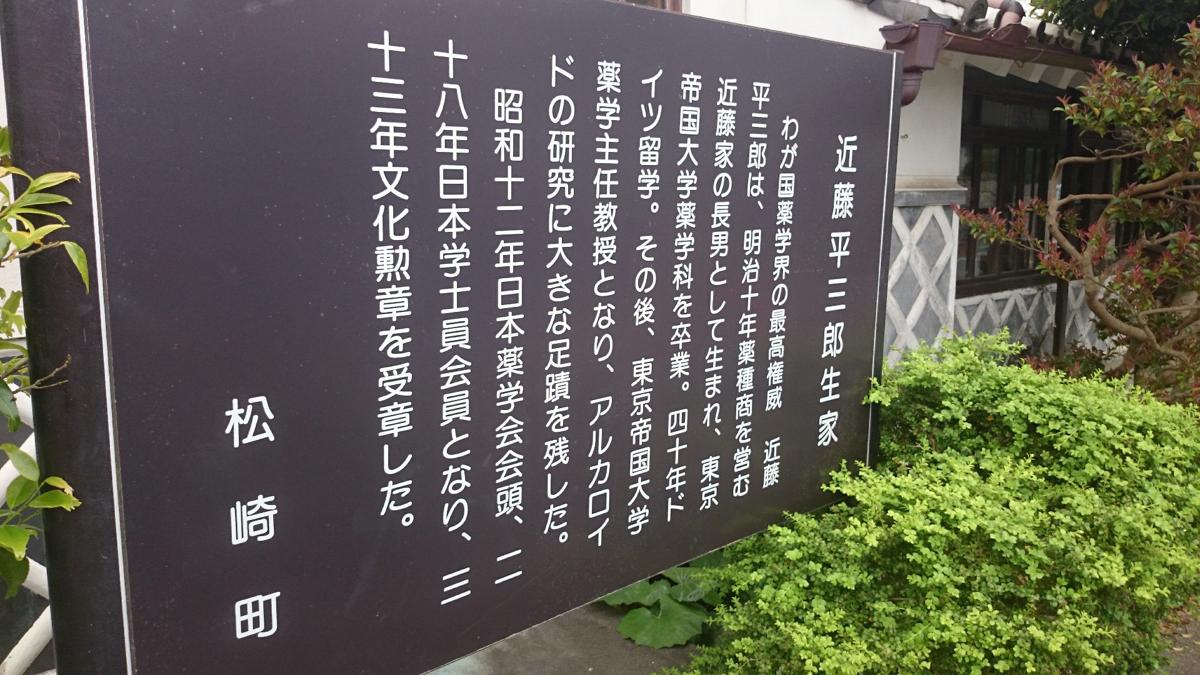 近藤平三郎生家
わが国薬学界の最高権威　近藤
平三郎は、明治十年薬種商を営む
近藤家の長男として生まれ、東京
帝国大学薬学科を卒業。四十年ド
イツ留学。その後、東京帝国大学
薬学主任教授となり、アルカロイ
ドの研究に大きな足蹟を残した。
昭和十二年日本薬学会会頭、二
十八年日本学士員会員となり、三
十三年文化勲章を受章した。
松崎町